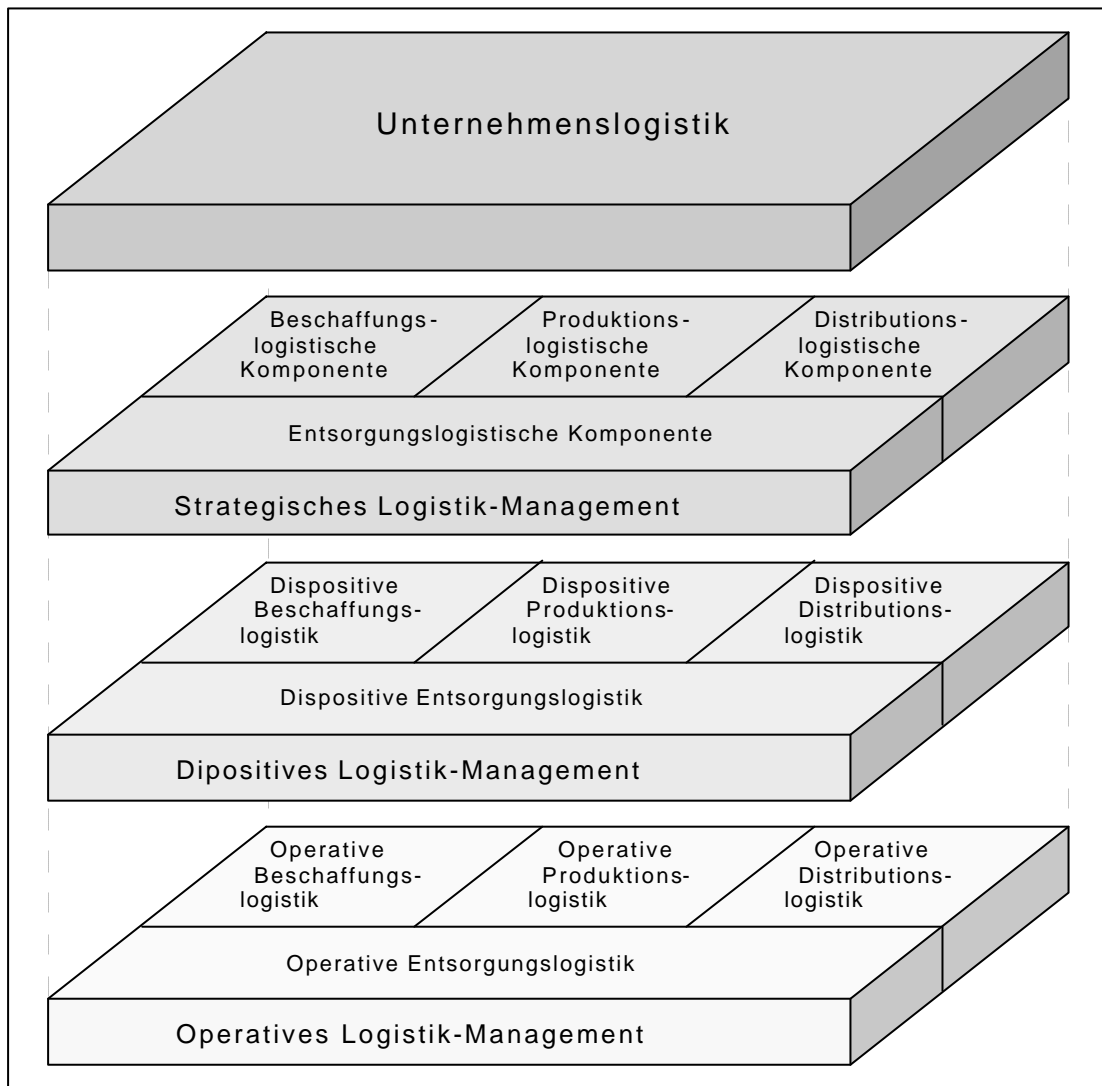 Unternehmenslogistik
Beschaffungs-
logistische
Komponente
Produktions-
logistische
Komponente
Distributions-
logistische
Komponente
Entsorgungslogistische Komponente
Strategisches Logistik-Management
Dispositive
Beschaffungs-
logistik
Dispositive
Produktions-
logistik
Dispositive
Distributions-
logistik
Dispositive Entsorgungslogistik
Dipositives Logistik-Management
Operative
Beschaffungs-
logistik
Operative
Produktions-
logistik
Operative
Distributions-
logistik
Operative Entsorgungslogistik
Operatives Logistik-Management